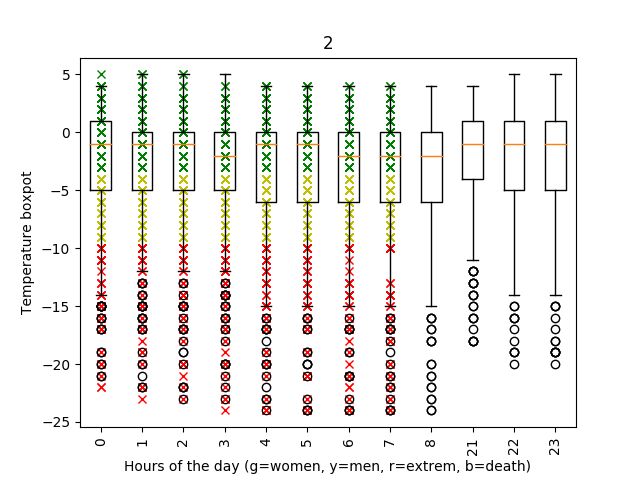 2
Temperature boxpot
5
0
−5
−10
−15
−20
−25
0 1 2 3 4 5 6 7 8 21 22 23
Hours of the day (g=women, y=men, r=extrem, b=death)